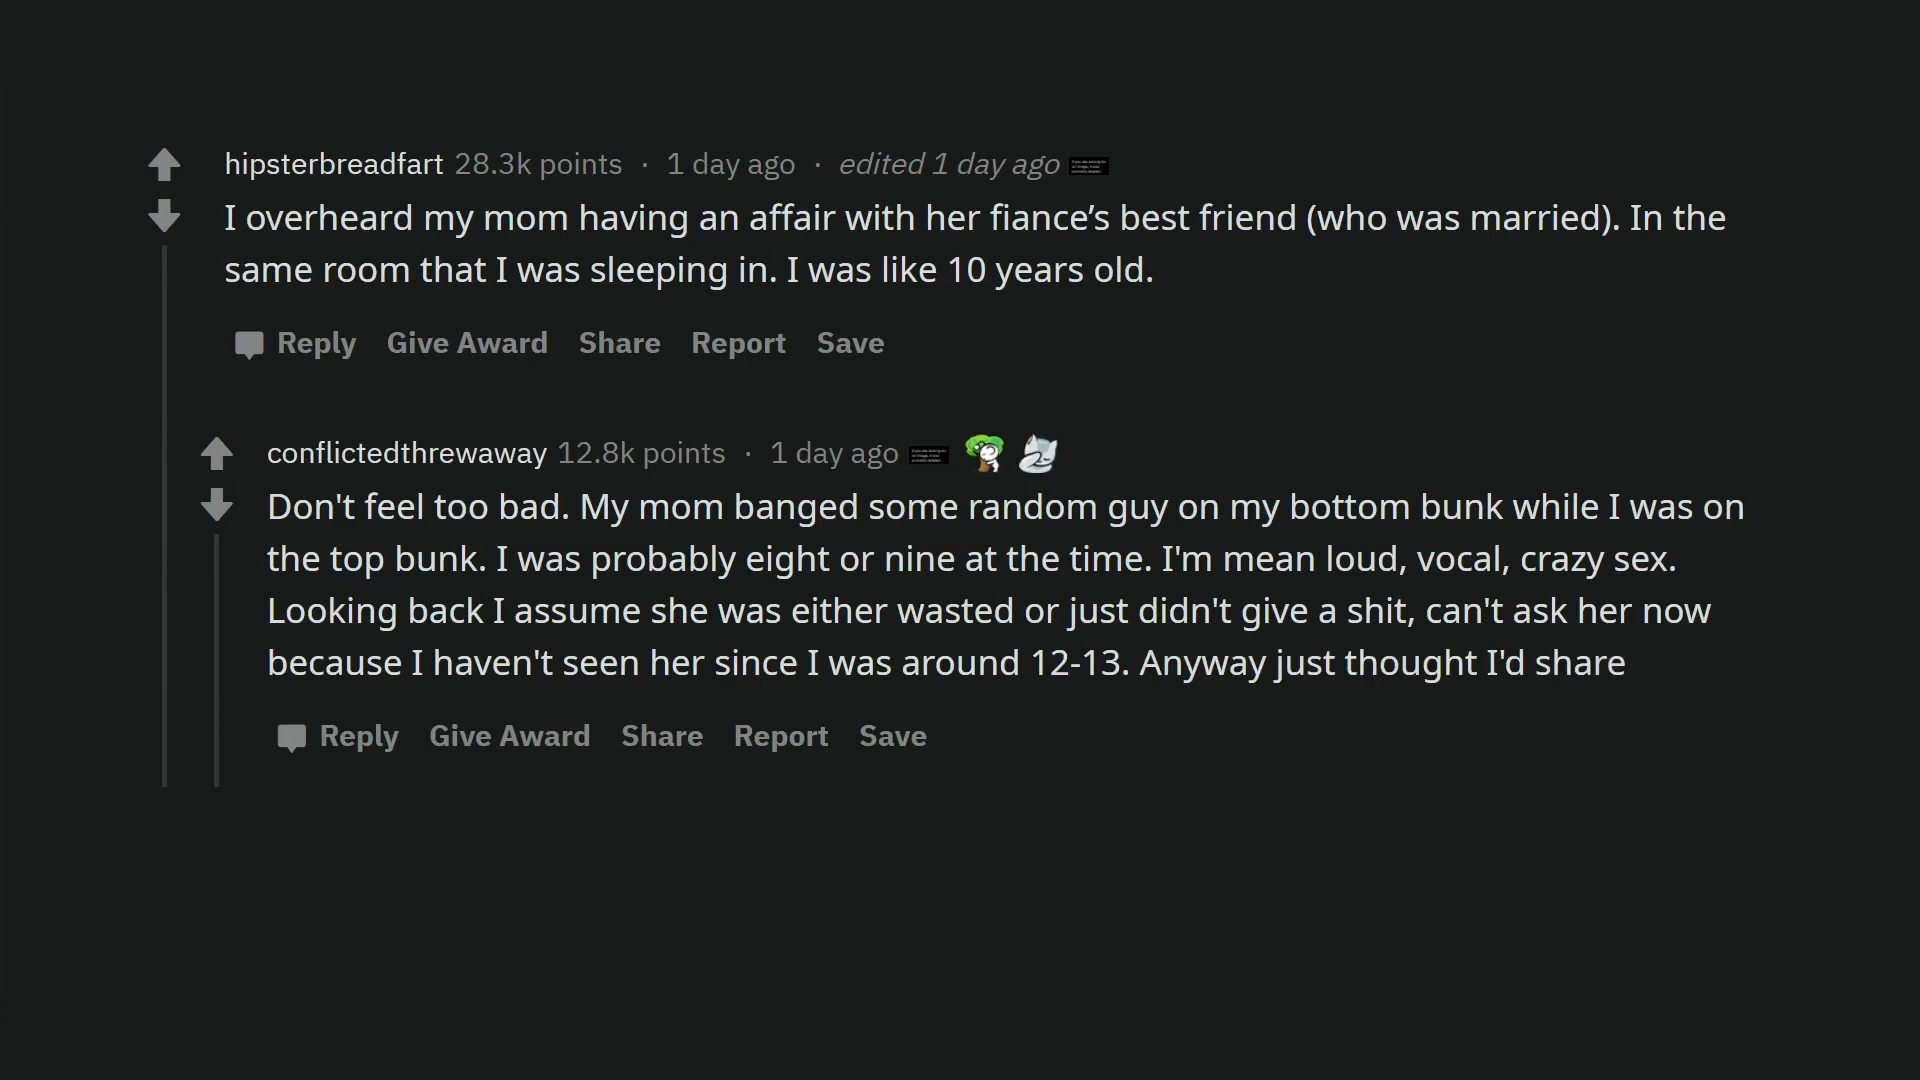 hipsterbreadfart 28.3k points · 1 day ago · edited 1 day ago
I overheard my mom having an affair with her fiance’s best friend (who was married). In the
same room that I was sleeping in. I was like 10 years old.
Reply Give Award Share Report Save
conflictedthrewaway 12.8k points · 1 day ago
Don't feel too bad. My mom banged some random guy on my bottom bunk while I was on
the top bunk. I was probably eight or nine at the time. I'm mean loud, vocal, crazy sex.
Looking back I assume she was either wasted or just didn't give a shit, can't ask her now
because I haven't seen her since I was around 12-13. Anyway just thought I'd share
Reply Give Award Share Report Save